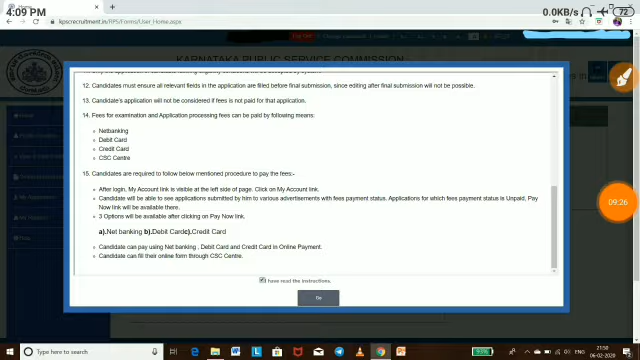 4:09 PM
0.0KB/s
72
Home
kpscrecruitment.in/RPS/Forms/User_Home.aspx
KARNATAKA PUBLIC SERVICE COMMISSION
12. Candidates must ensure all relevant fields in the application are filled before final submission, since editing after final submission will not be possible.
13. Candidate's application will not be considered if fees is not paid for that application.
14. Fees for examination and Application processing fees can be paid by following means:
Netbanking
Debit Card
Credit Card
CSC Centre
15. Candidates are required to follow below mentioned procedure to pay the fees:-
After login, My Account link is visible at the left side of page. Click on My Account link.
Candidate will be able to see applications submitted by him to various advertisements with fees payment status. Applications for which fees payment status is Unpaid, Pay
Now link will be available there.
3 Options will be available after clicking on Pay Now link.
a).Net banking b).Debit Cardc).Credit Card
Candidate can pay using Net banking , Debit Card and Credit Card in Online Payment.
Candidate can fill their online form through CSC Centre.
I have read the instructions.
Go
09:26
Type here to search
21:50
06-02-2020